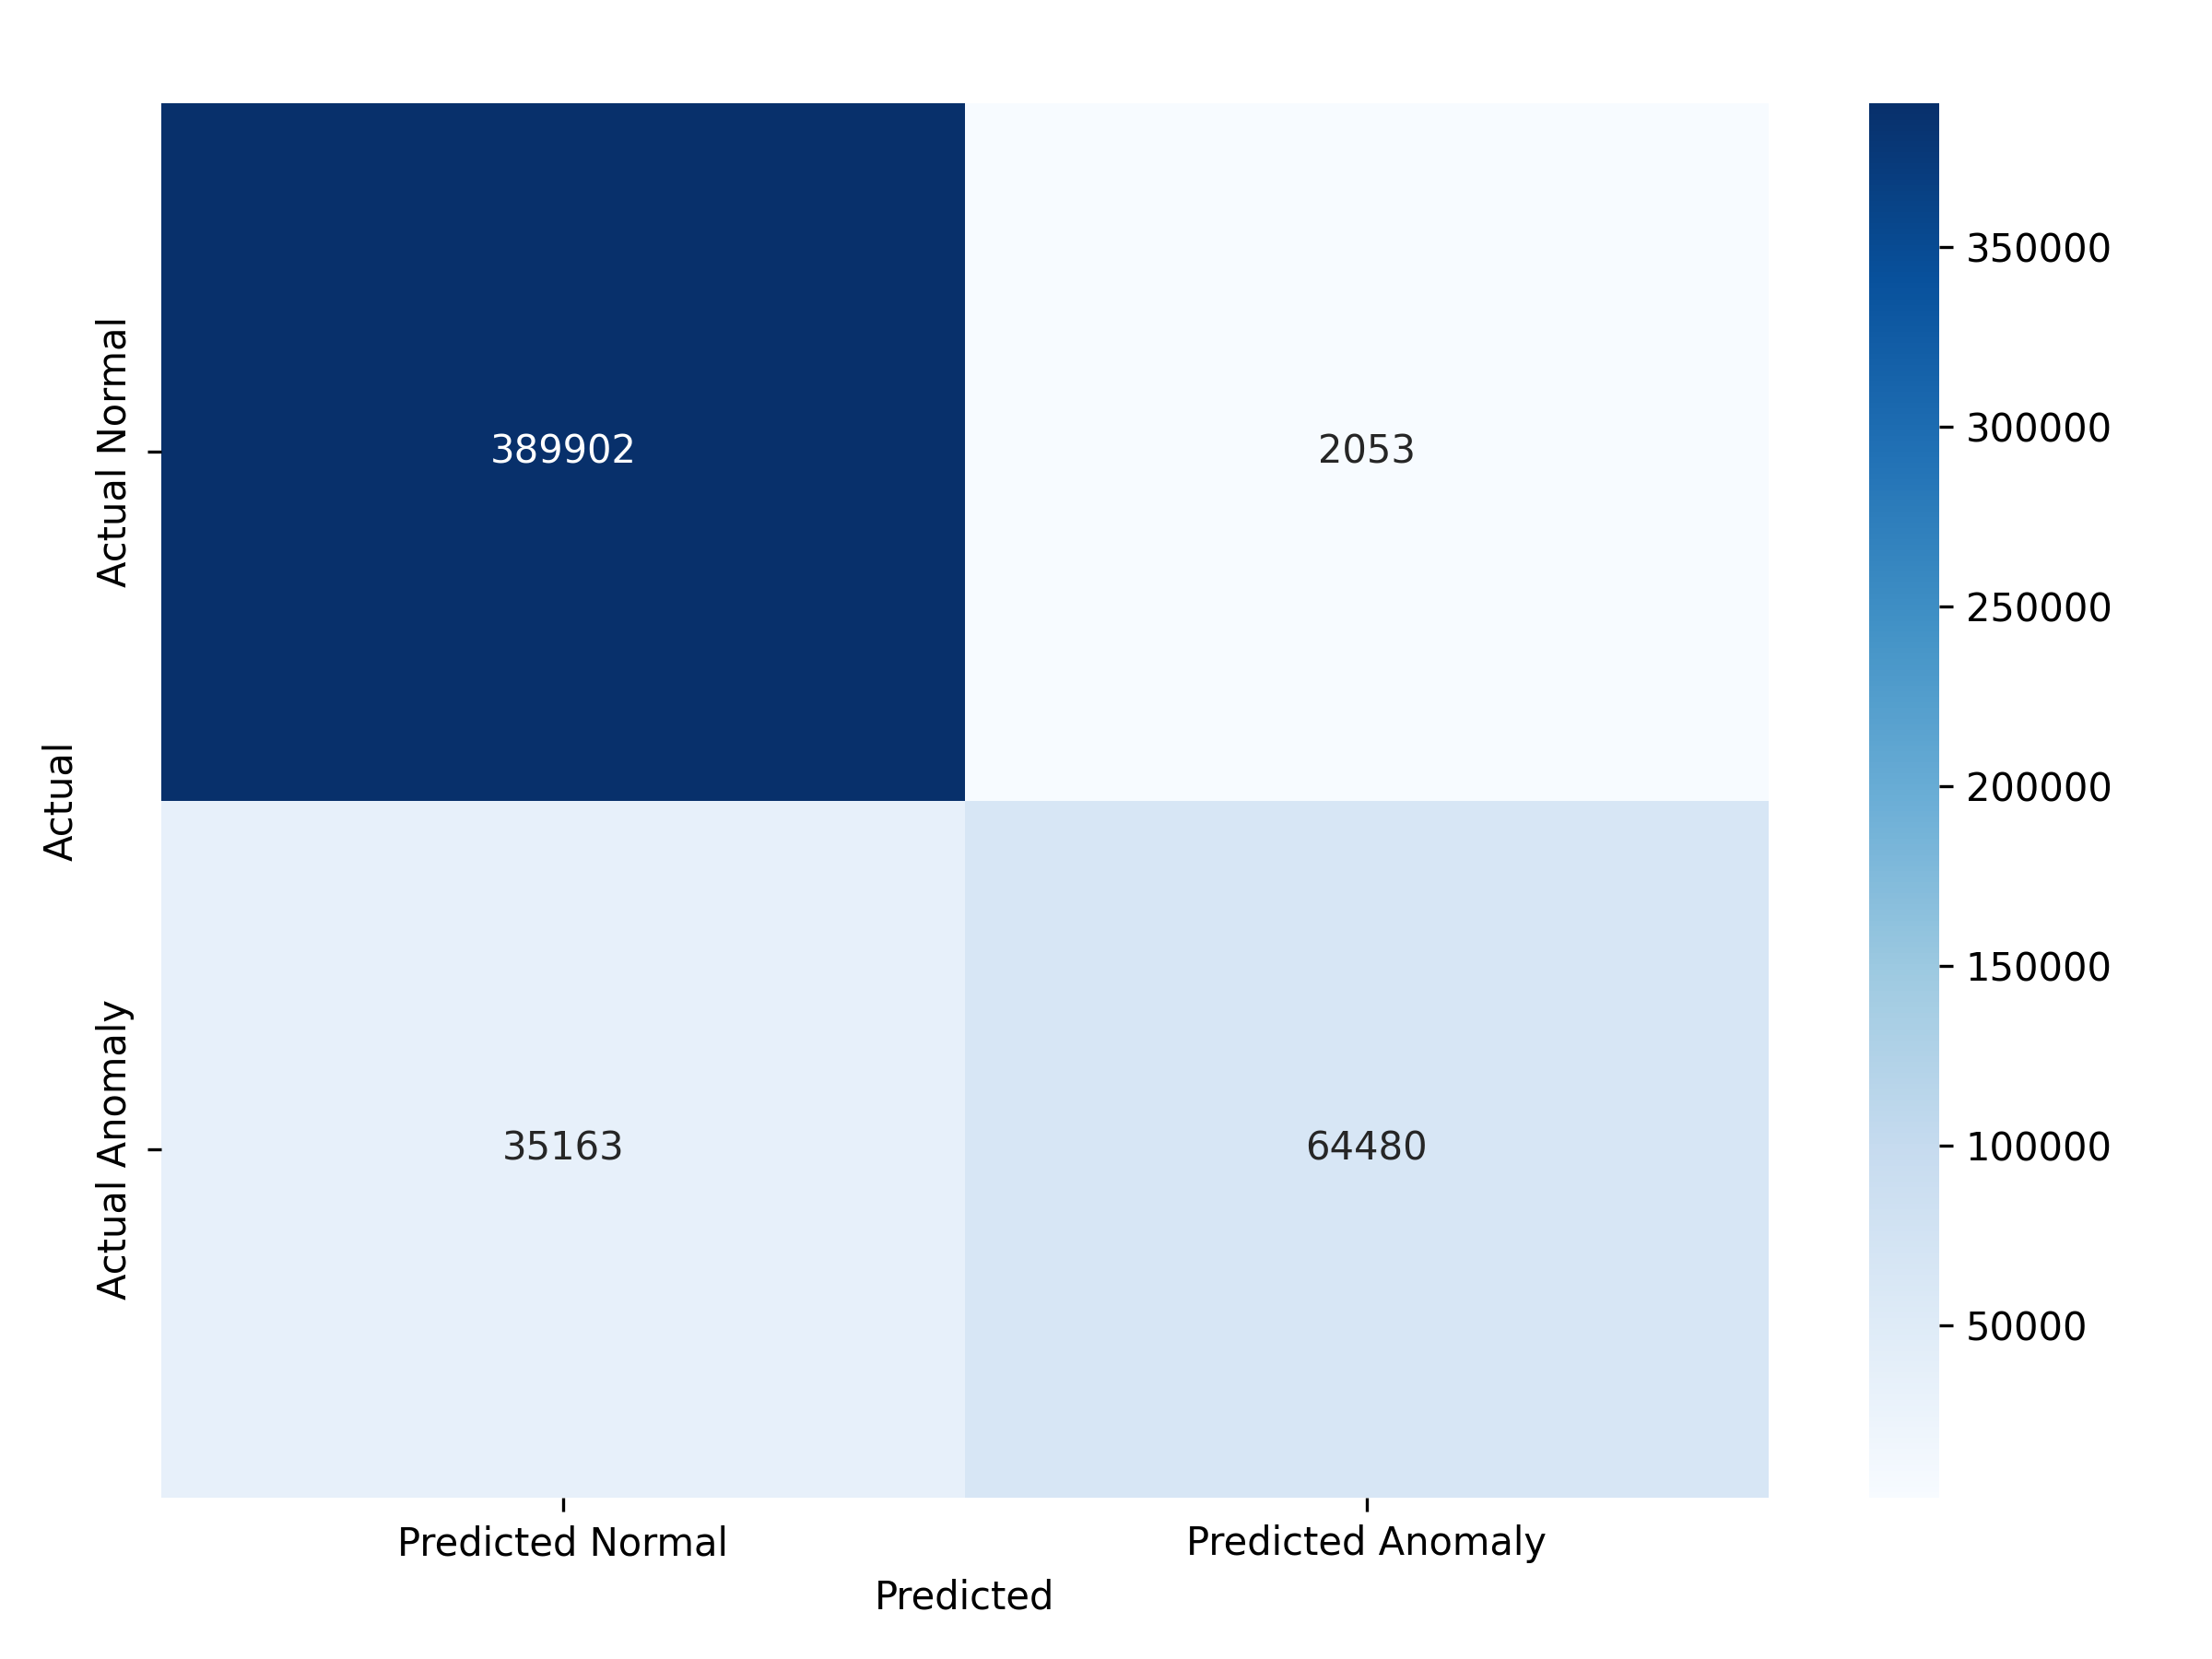 Actual
Actual Normal
Actual Anomaly
389902
2053
35163
64480
Predicted Normal
Predicted Anomaly
Predicted
350000
300000
250000
200000
150000
100000
50000